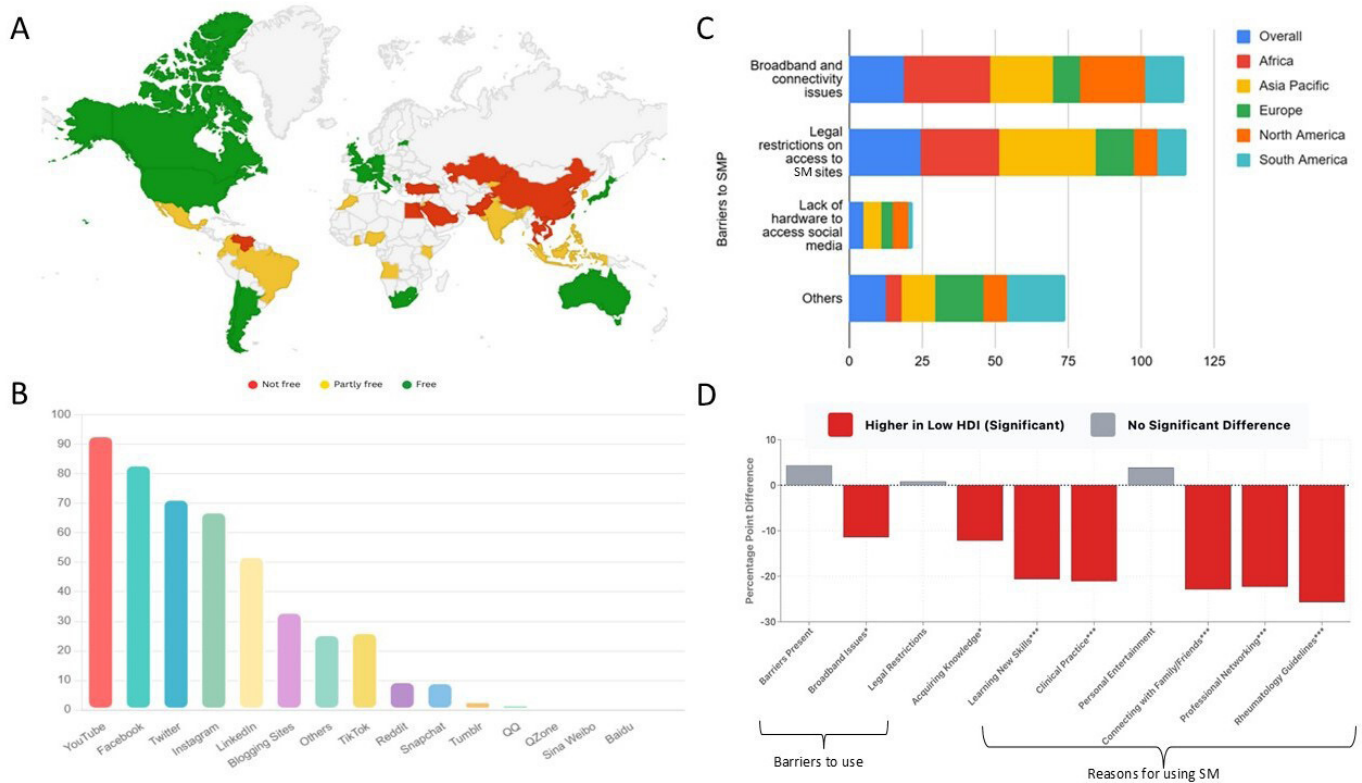 A
Not free
Partly free
Free
B
100
90
80
70
60
50
40
30
20
10
0
YouTube
Facebook
Twitter
Instagram
LinkedIn
Blogging Sites
Others
TikTok
Reddit
Snapchat
Tumblr
QQ
QZone
Sina Weibo
Baidu
C
Barriers to SMP
Broadband and
connectivity
issues
Legal
restrictions on
access to
SM sites
Lack of
hardware to
access social
media
Others
0
25
50
75
100
125
Overall
Africa
Asia Pacific
Europe
North America
South America
D
Higher in Low HDI (Significant)
No Significant Difference
Percentage Point Difference
10
0
-10
-20
-30
Barriers Present
Broadband Issues*
Legal Restrictions
Acquiring Knowledge*
Learning New Skills***
Clinical Practice***
Personal Entertainment
Connecting with Family/Friends***
Professional Networking***
Rheumatology Guidelines***
Barriers to use
Reasons for using SM